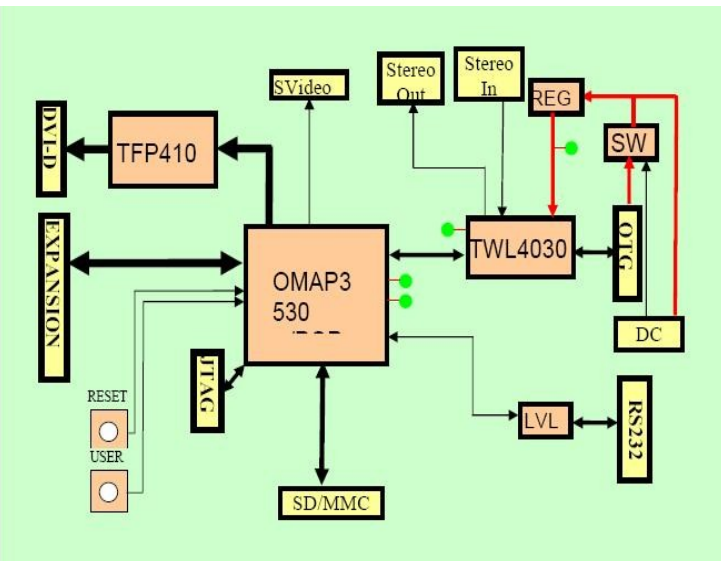 SVideo
Stereo
Out
Stereo
In
REG
SW
DVI-D
TFP410
EXPANSION
OMAP3
530
TWL4030
OTG
DC
JTAG
RESET
USER
LVL
RS232
SD/MMC